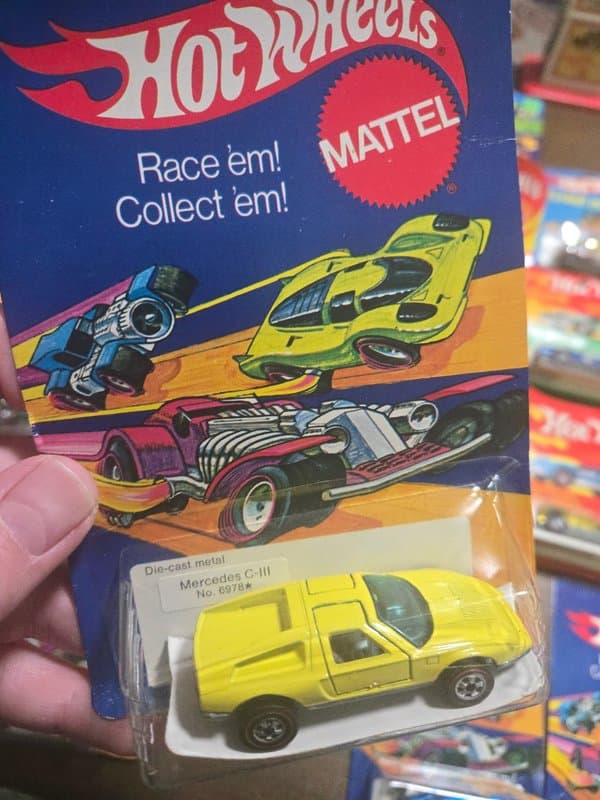 HOT WHEELS®
MATTEL
®
Race 'em!
Collect 'em!
Die-cast metal
Mercedes C-III
No. 6978★